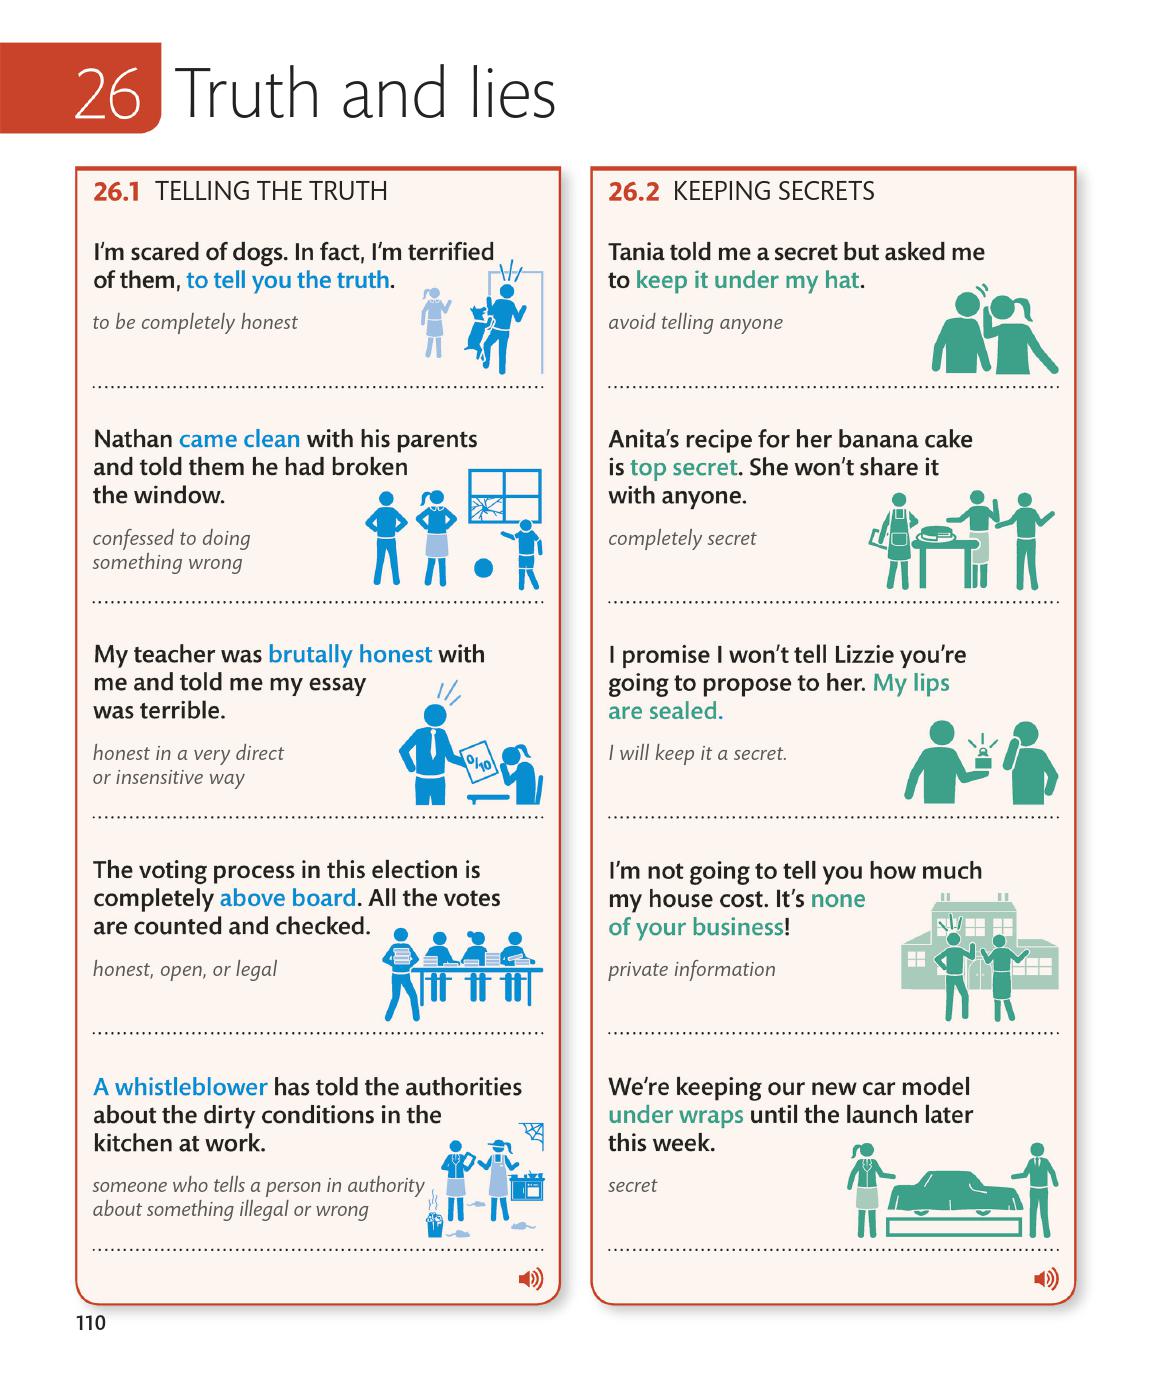 26 Truth and lies
26.1 TELLING THE TRUTH
I'm scared of dogs. In fact, I'm terrified
of them, to tell you the truth.
to be completely honest
Nathan came clean with his parents
and told them he had broken
the window.
confessed to doing
something wrong
My teacher was brutally honest with
me and told me my essay
was terrible.
honest in a very direct
or insensitive way
0/10
The voting process in this election is
completely above board. All the votes
are counted and checked.
honest, open, or legal
A whistleblower has told the authorities
about the dirty conditions in the
kitchen at work.
someone who tells a person in authority
about something illegal or wrong
26.2 KEEPING SECRETS
Tania told me a secret but asked me
to keep it under my hat.
avoid telling anyone
Anita's recipe for her banana cake
is top secret. She won't share it
with anyone.
completely secret
I promise I won't tell Lizzie you're
going to propose to her. My lips
are sealed.
I will keep it a secret.
I'm not going to tell you how much
my house cost. It's none
of your business!
private information
We're keeping our new car model
under wraps until the launch later
this week.
secret
110